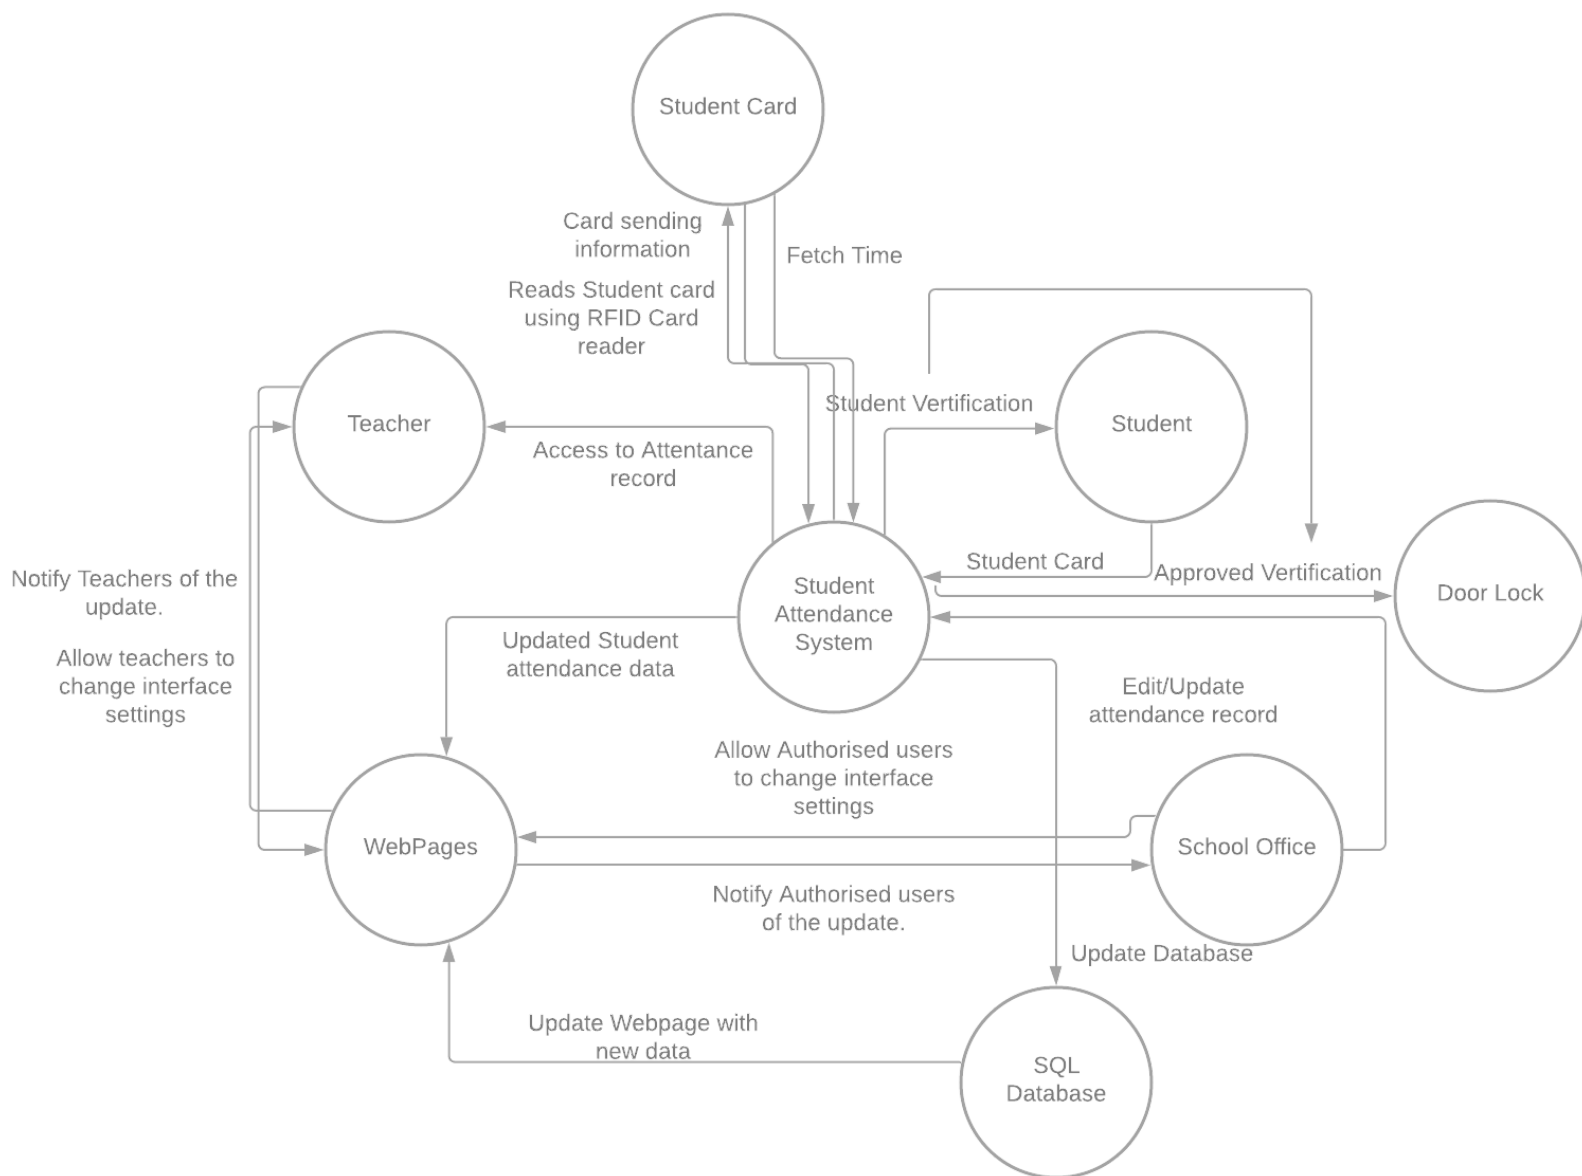 Student Card
Card sending
information
Fetch Time
Reads Student card
using RFID Card
reader
Student Vertification
Teacher
Student
Access to Attentance
record
Student Card
Approved Vertification
Notify Teachers of the
update.
Student
Attendance
System
Door Lock
Allow teachers to
change interface
settings
Updated Student
attendance data
Edit/Update
attendance record
Allow Authorised users
to change interface
settings
WebPages
School Office
Notify Authorised users
of the update.
Update Database
Update Webpage with
new data
SQL
Database